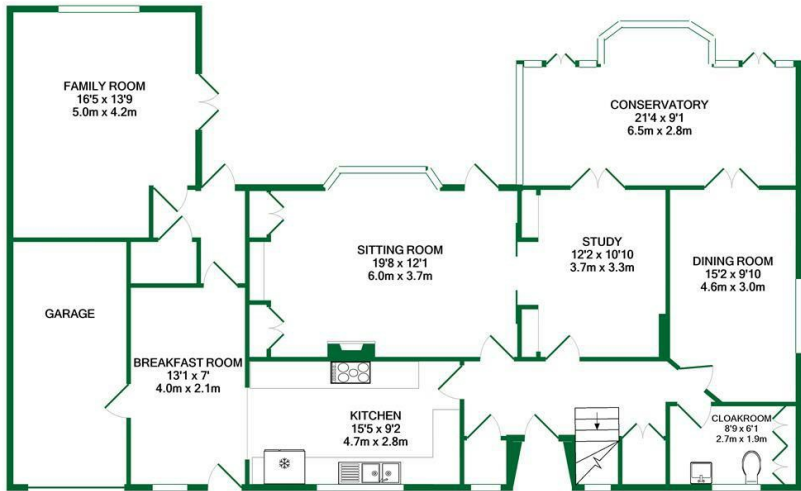 FAMILY ROOM
16'5 x 13'9
5.0m x 4.2m
CONSERVATORY
21'4 x 9'1
6.5m x 2.8m
SITTING ROOM
19'8 x 12'1
6.0m x 3.7m
STUDY
12'2 x 10'10
3.7m x 3.3m
DINING ROOM
15'2 x 9'10
4.6m x 3.0m
GARAGE
BREAKFAST ROOM
13'1 x 7'
4.0m x 2.1m
KITCHEN
15'5 x 9'2
4.7m x 2.8m
CLOAKROOM
8'9 x 6'1
2.7m x 1.9m